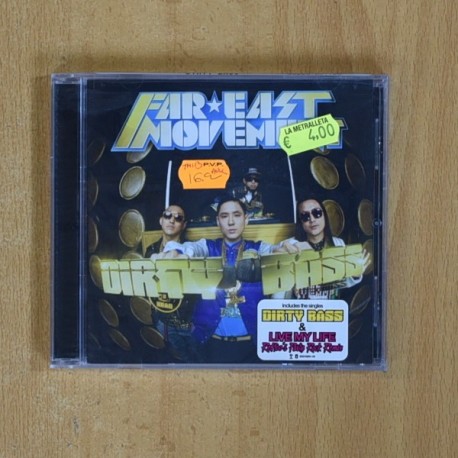 FAR★EAST
MOVEMENT
LA METRALLETA
€ 4,00
DIRTY BASS
includes the singles
DIRTY BASS
&
LIVE MY LIFE